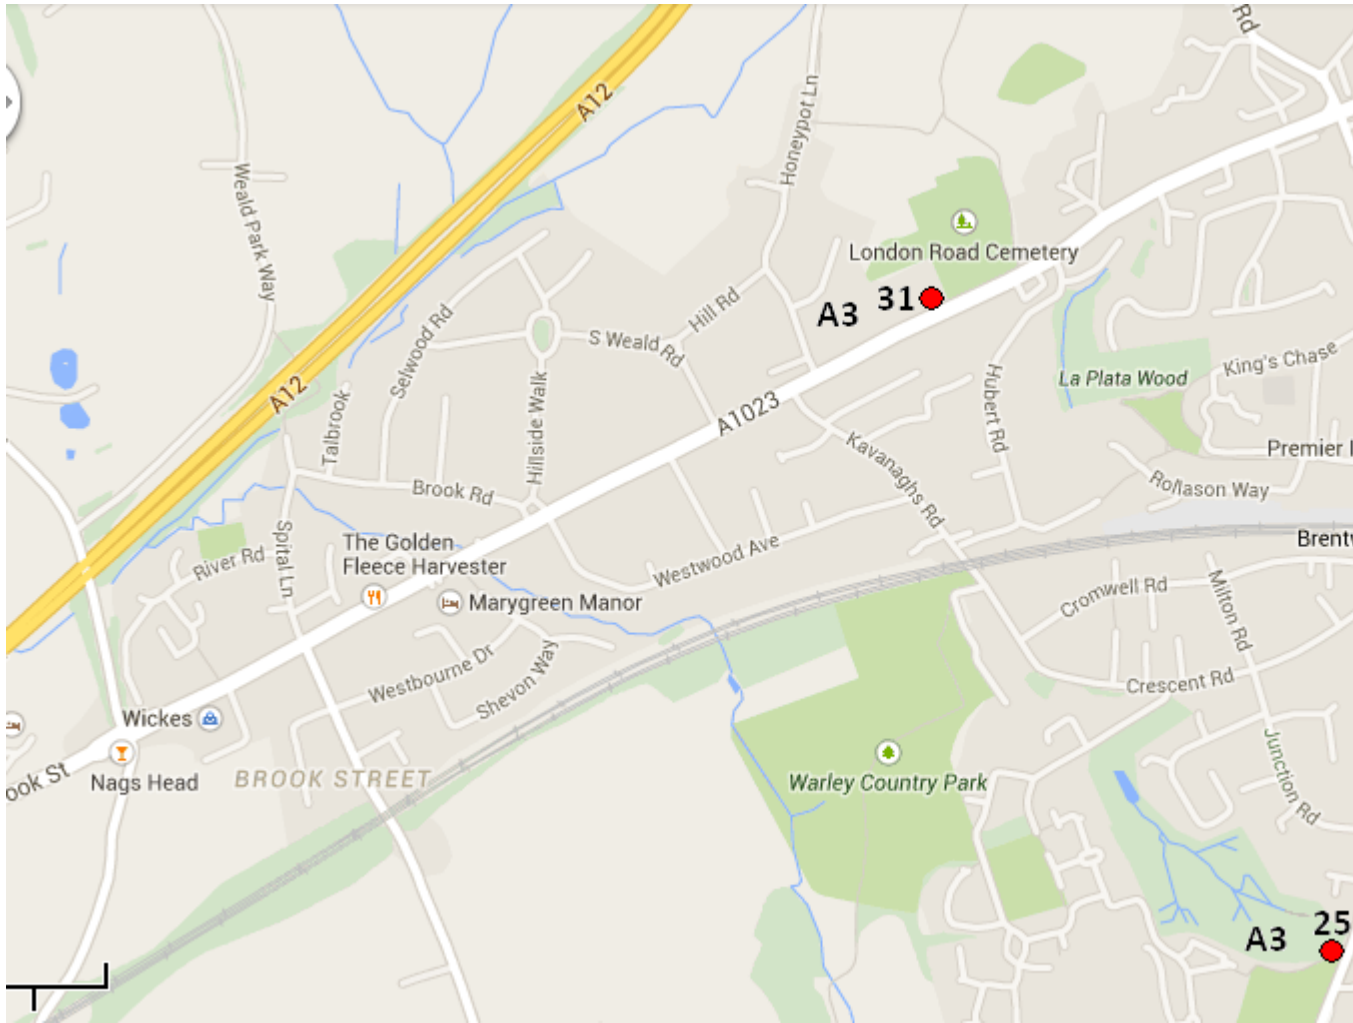 Rd
A12
Honeypot Ln
Weald Park Way
London Road Cemetery
A3 31
Hill Rd
Selwood Rd
S Weald Rd
King's Chase
La Plata Wood
A12
Hubert Rd
A1023
Talbrook
Hillside Walk
Kavanaghs Rd
Premier I
Brook Rd
Rollason Way
Spital Ln
River Rd
The Golden
Fleece Harvester
Westwood Ave
Brentw
Marygreen Manor
Cromwell Rd
Milton Rd
Westbourne Dr
Shevon Way
Crescent Rd
Wickes
ook St
Nags Head
BROOK STREET
Warley Country Park
Junction Rd
A3 25